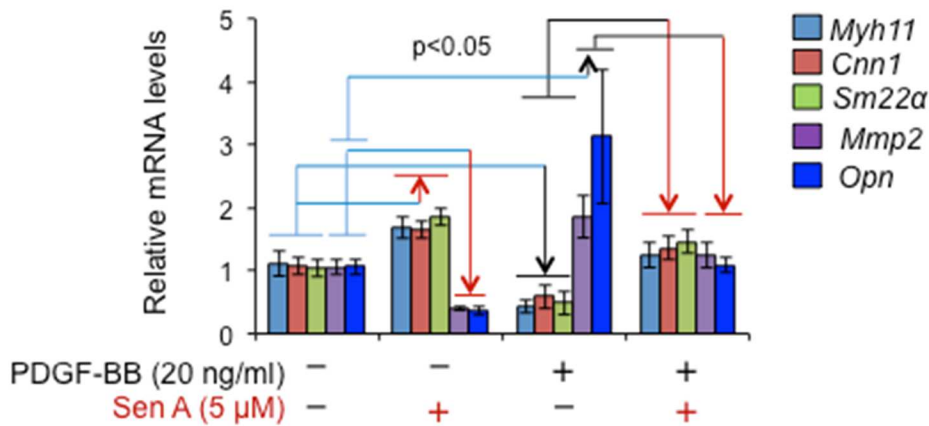 Relative mRNA levels
5
4
3
2
1
0
p<0.05
Myh11
Cnn1
Sm22α
Mmp2
Opn
PDGF-BB (20 ng/ml) − − + +
Sen A (5 µM) − + − +